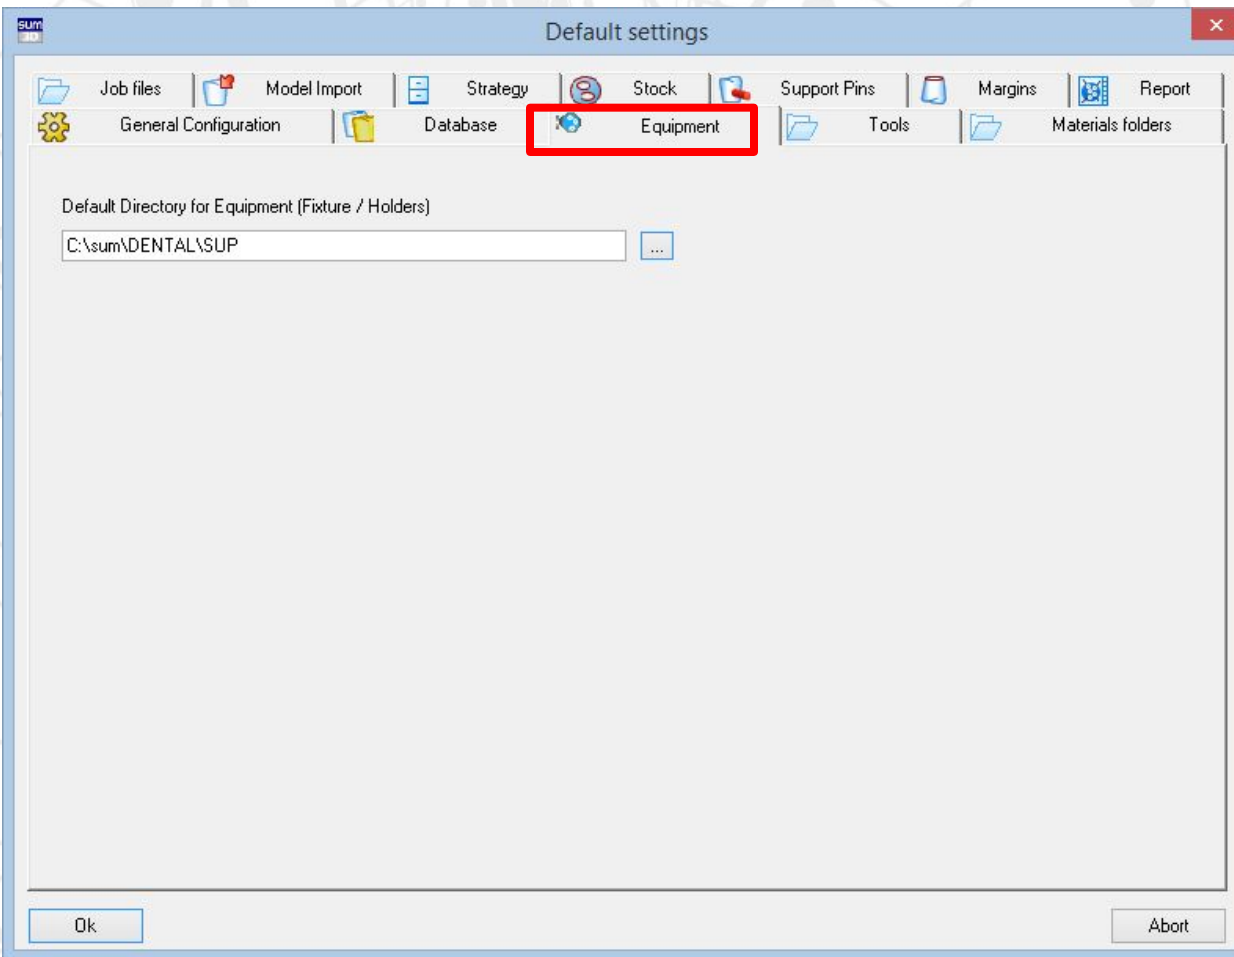 sum
3D
Default settings
Job files Model Import Strategy Stock Support Pins Margins Report
General Configuration Database Equipment Tools Materials folders
Default Directory for Equipment (Fixture / Holders)
C:\sum\DENTAL\SUP
...
Ok Abort